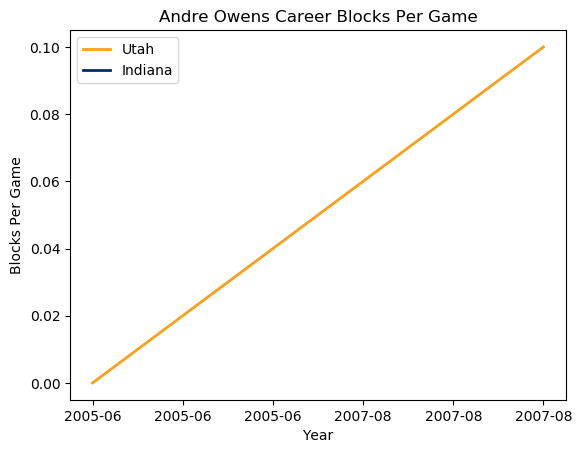 Andre Owens Career Blocks Per Game
Utah
Indiana
Blocks Per Game
0.10
0.08
0.06
0.04
0.02
0.00
2005-06 2005-06 2005-06 2007-08 2007-08 2007-08
Year